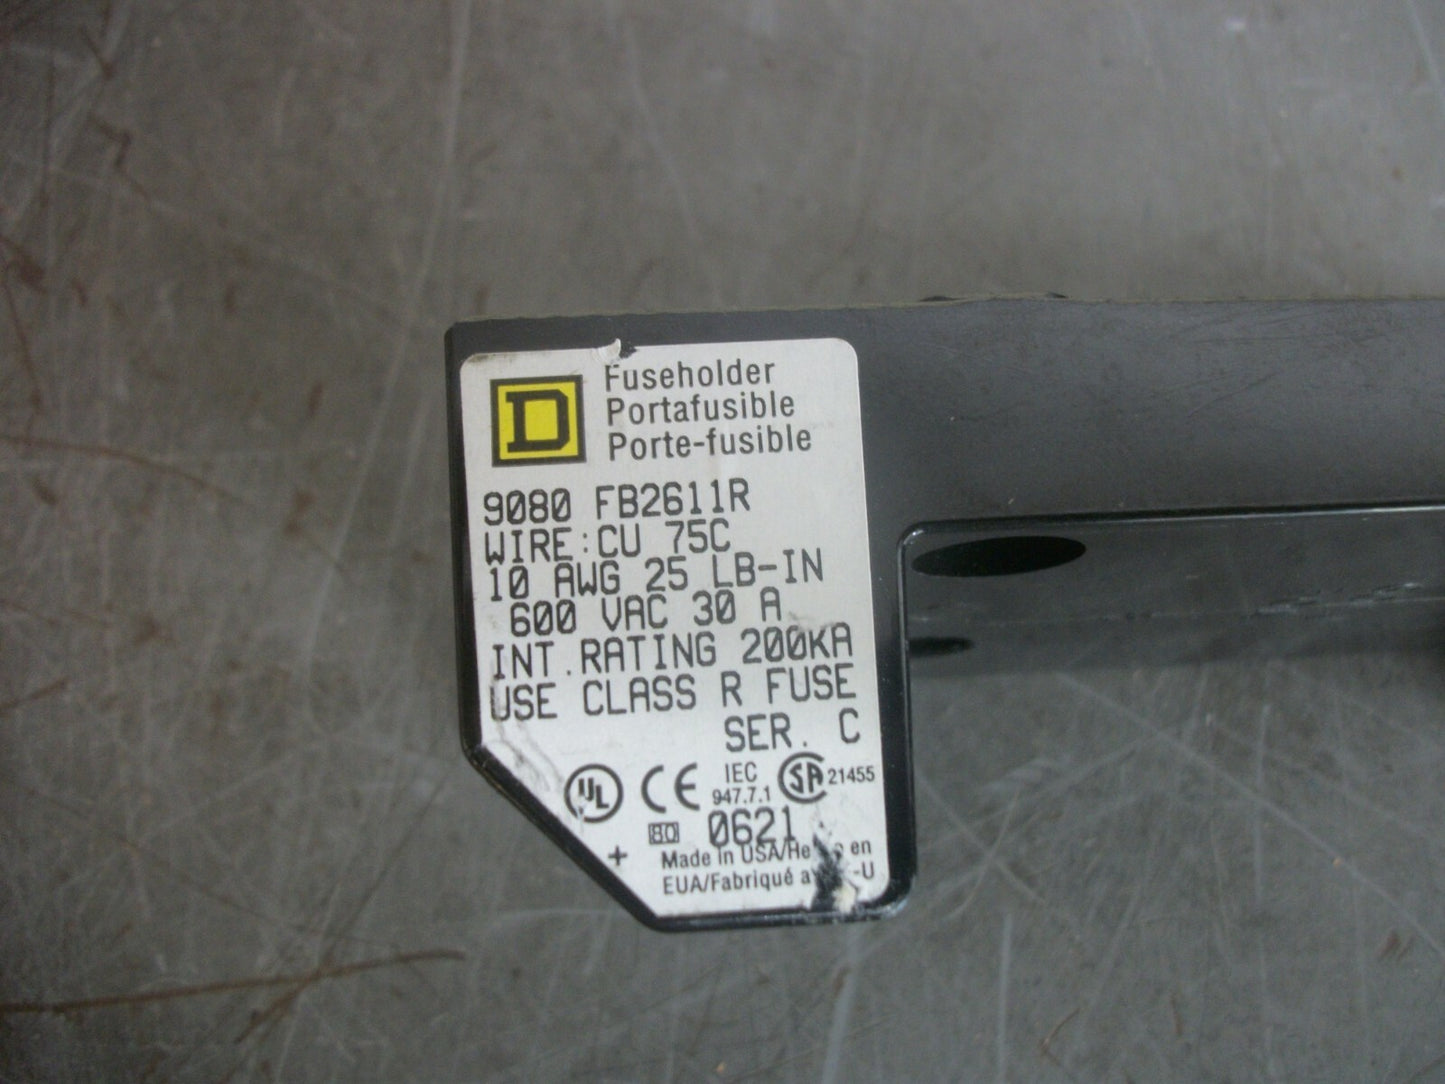 D
Fuseholder
Portafusible
Porte-fusible
9080 FB2611R
WIRE:CU 75C
10 AWG 25 LB-IN
600 VAC 30 A
INT.RATING 200KA
USE CLASS R FUSE
SER. C
UL CE IEC 947.7.1 SA 21455
80 0621
+ Made in USA/He en
EUA/Fabriqué -U